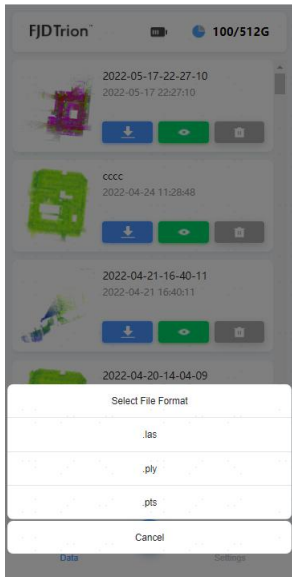 FJDTrion™
100/512G
2022-05-17-22-27-10
2022-05-17 22:27:10
cccc
2022-04-24 11:28:48
2022-04-21-16-40-11
2022-04-21 16:40:11
2022-04-20-14-04-09
Select File Format
.las
.ply
.pts
Cancel
Data
Settings